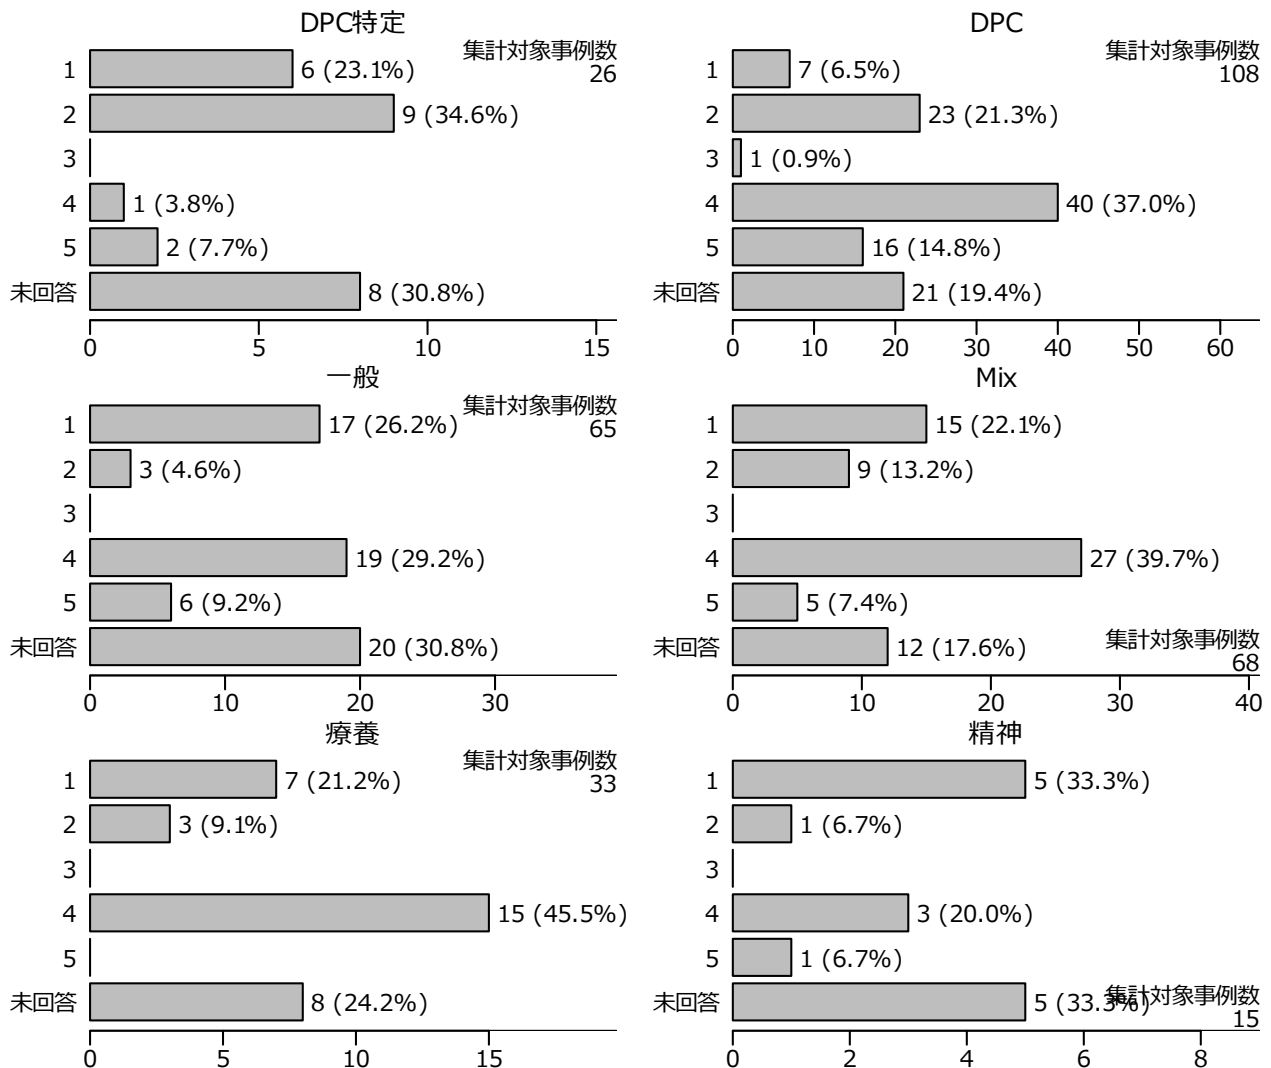 DPC特定
集計対象事例数
26
1 6 (23.1%)
2 9 (34.6%)
3
4 1 (3.8%)
5 2 (7.7%)
未回答 8 (30.8%)
0 5 10 15
DPC
集計対象事例数
108
1 7 (6.5%)
2 23 (21.3%)
3 1 (0.9%)
4 40 (37.0%)
5 16 (14.8%)
未回答 21 (19.4%)
0 10 20 30 40 50 60
一般
集計対象事例数
65
1 17 (26.2%)
2 3 (4.6%)
3
4 19 (29.2%)
5 6 (9.2%)
未回答 20 (30.8%)
0 10 20 30
Mix
1 15 (22.1%)
2 9 (13.2%)
3
4 27 (39.7%)
5 5 (7.4%)
未回答 12 (17.6%)
集計対象事例数
68
0 10 20 30 40
療養
集計対象事例数
33
1 7 (21.2%)
2 3 (9.1%)
3
4 15 (45.5%)
5
未回答 8 (24.2%)
0 5 10 15
精神
1 5 (33.3%)
2 1 (6.7%)
3
4 3 (20.0%)
5 1 (6.7%)
未回答 5 (33.3%)
集計対象事例数
15
0 2 4 6 8